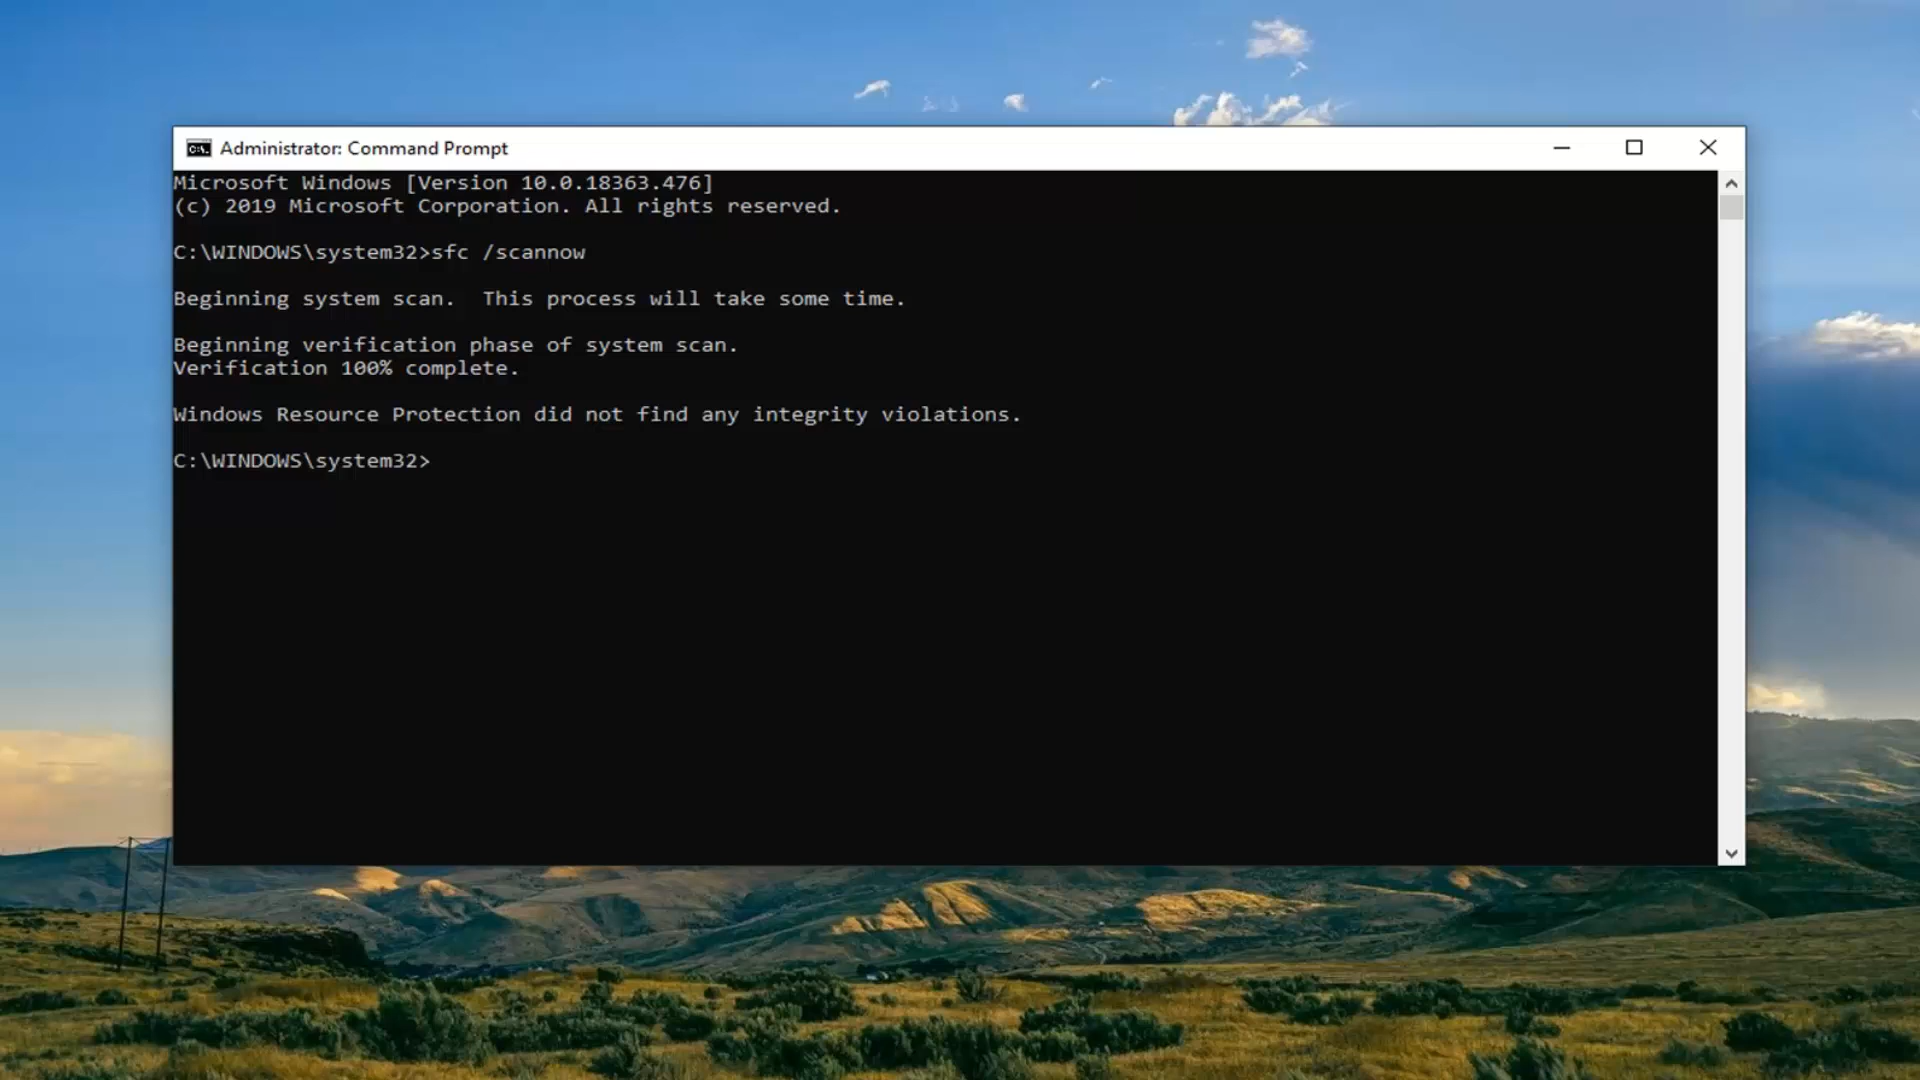 Administrator: Command Prompt
Microsoft Windows [Version 10.0.18363.476]
(c) 2019 Microsoft Corporation. All rights reserved.
C:\WINDOWS\system32>sfc /scannow
Beginning system scan.  This process will take some time.
Beginning verification phase of system scan.
Verification 100% complete.
Windows Resource Protection did not find any integrity violations.
C:\WINDOWS\system32>